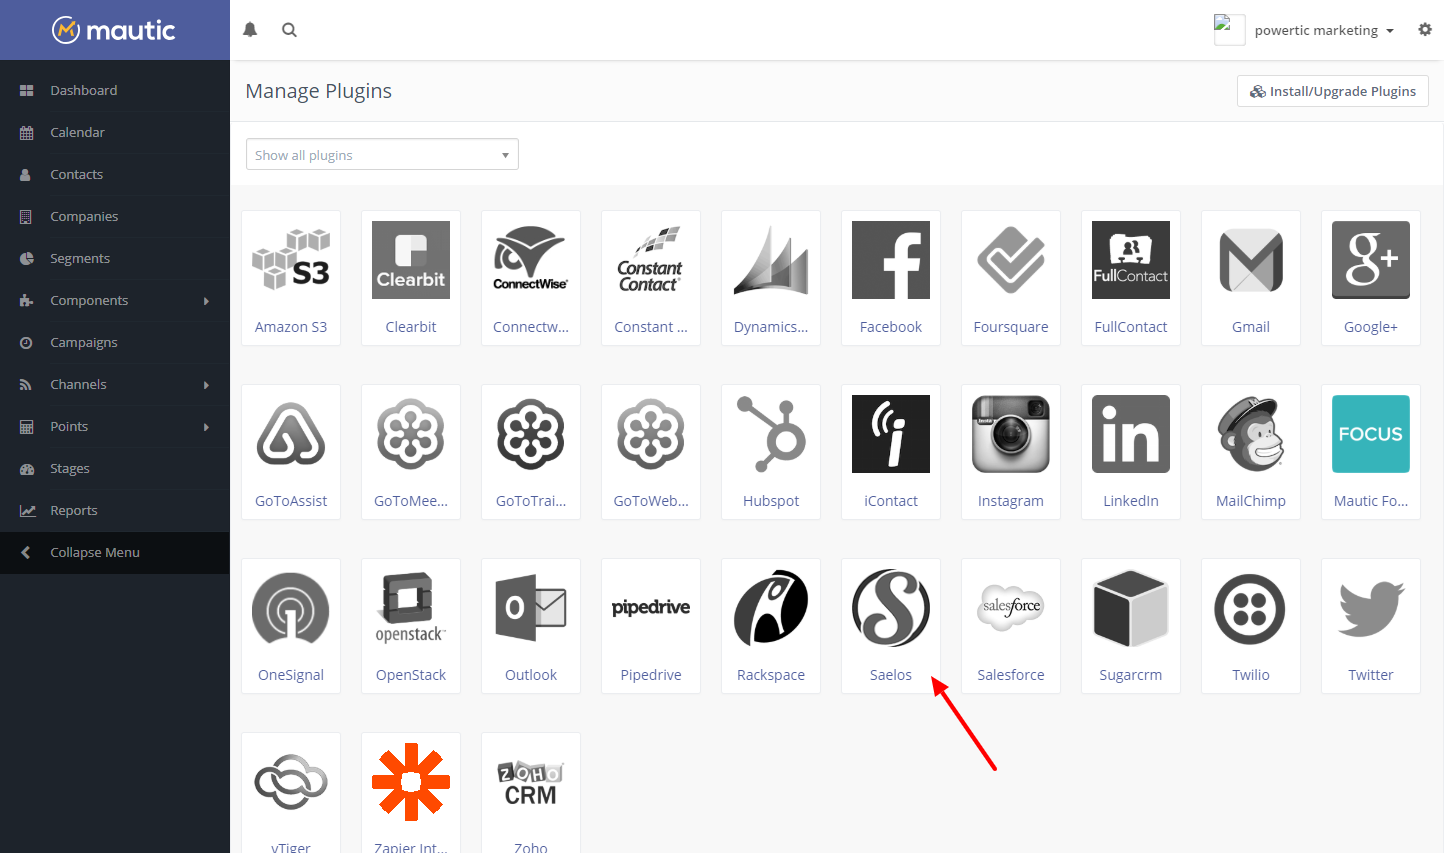 mautic
powertic marketing
Dashboard
Calendar
Contacts
Companies
Segments
Components
Campaigns
Channels
Points
Stages
Reports
Collapse Menu
Manage Plugins
Install/Upgrade Plugins
Show all plugins
S3
Amazon S3
Clearbit
Clearbit
ConnectWise
Connectw...
Constant
Contact
Constant ...
Dynamics...
Facebook
Foursquare
FullContact
FullContact
Gmail
g+
Google+
GoToAssist
GoToMee...
GoToTrai...
GoToWeb...
Hubspot
i
iContact
Instagram
in
LinkedIn
MailChimp
FOCUS
Mautic Fo...
OneSignal
openstack
OpenStack
O
Outlook
pipedrive
Pipedrive
Rackspace
S
Saelos
salesforce
Salesforce
Sugarcrm
Twilio
Twitter
vTiger
Zapier Int...
ZOHO
CRM
Zoho